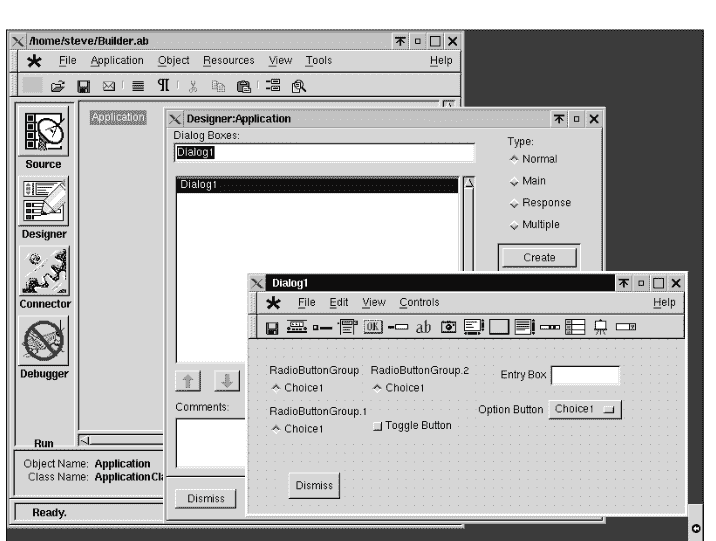 /home/steve/Builder.ab
File Application Object Resources View Tools Help
Application
Source
Designer
Connector
Debugger
Run
Object Name: Application
Class Name: ApplicationCl
Ready.
Designer:Application
Dialog Boxes:
Dialog1
Dialog1
Type:
Normal
Main
Response
Multiple
Create
Comments:
Dismiss
Dialog1
File Edit View Controls Help
OK ab
RadioButtonGroup RadioButtonGroup.2 Entry Box
Choice1 Choice1
RadioButtonGroup.1 Option Button Choice1
Choice1 Toggle Button
Dismiss